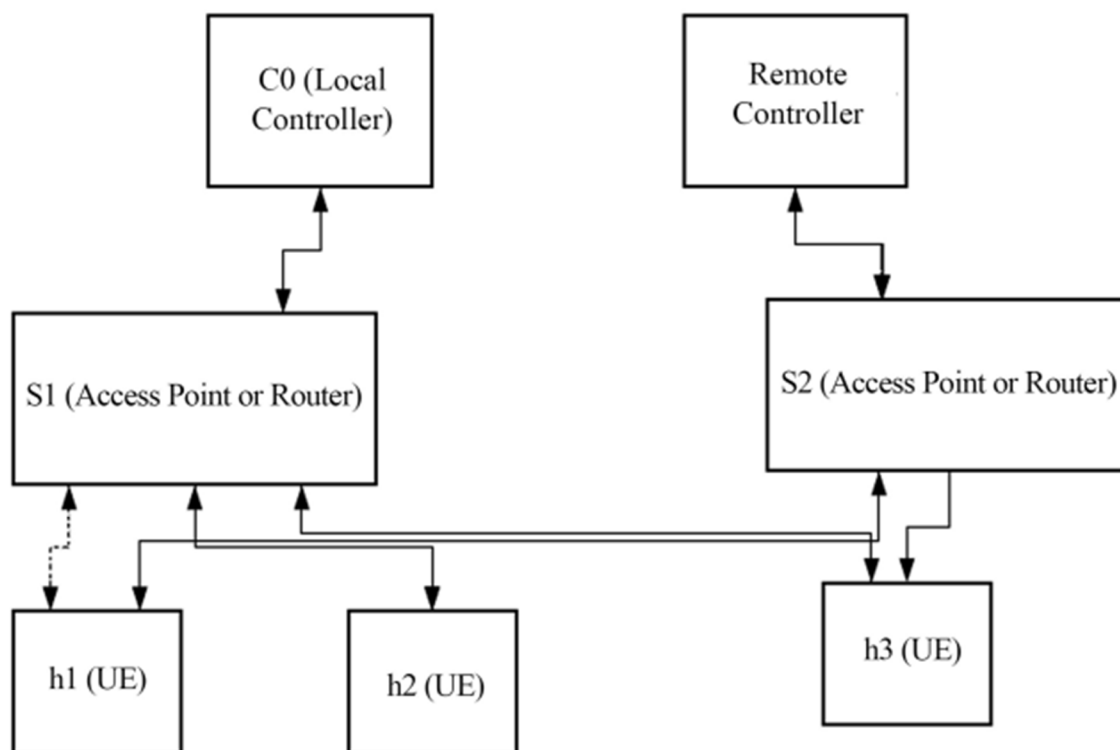 C0 (Local
Controller)
Remote
Controller
S1 (Access Point or Router)
S2 (Access Point or Router)
h1 (UE)
h2 (UE)
h3 (UE)